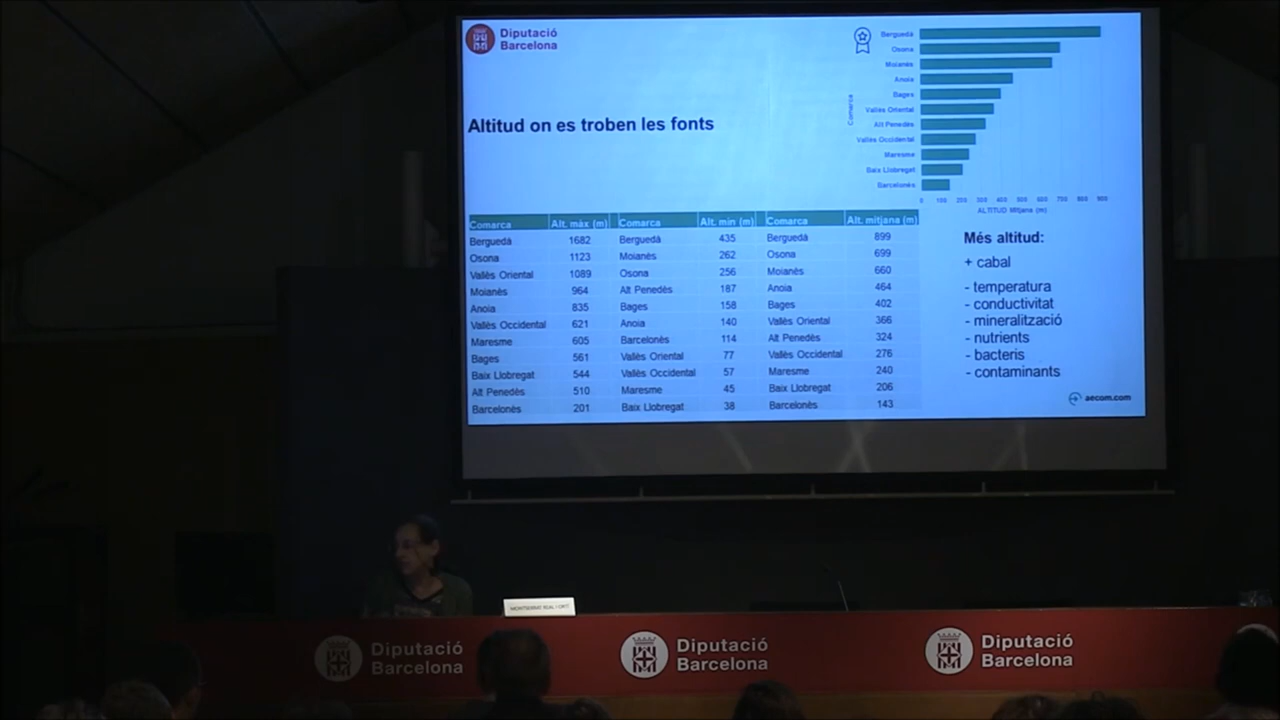 Diputació
Barcelona
Altitud on es troben les fonts
Comarca
Berguedà
Osona
Moianès
Anoia
Bages
Vallès Oriental
Alt Penedès
Vallès Occidental
Maresme
Baix Llobregat
Barcelonès
0 100 200 300 400 500 600 700 800 900
ALTITUD Mitjana (m)
Comarca Alt. màx (m) Comarca Alt. min (m) Comarca Alt. mitjana (m)
Berguedà 1682 Berguedà 435 Berguedà 899
Osona 1123 Moianès 262 Osona 699
Vallès Oriental 1089 Osona 256 Moianès 660
Moianès 964 Alt Penedès 187 Anoia 464
Anoia 835 Bages 158 Bages 402
Vallès Occidental 621 Anoia 140 Vallès Oriental 366
Maresme 605 Barcelonès 114 Alt Penedès 324
Bages 561 Vallès Oriental 77 Vallès Occidental 276
Baix Llobregat 544 Vallès Occidental 57 Maresme 240
Alt Penedès 510 Maresme 45 Baix Llobregat 206
Barcelonès 201 Baix Llobregat 38 Barcelonès 143
Més altitud:
+ cabal
- temperatura
- conductivitat
- mineralització
- nutrients
- bacteris
- contaminants
aecom.com
MONTSERRAT
Diputació
Barcelona
Diputació
Barcelona
Diputació
Barcelona